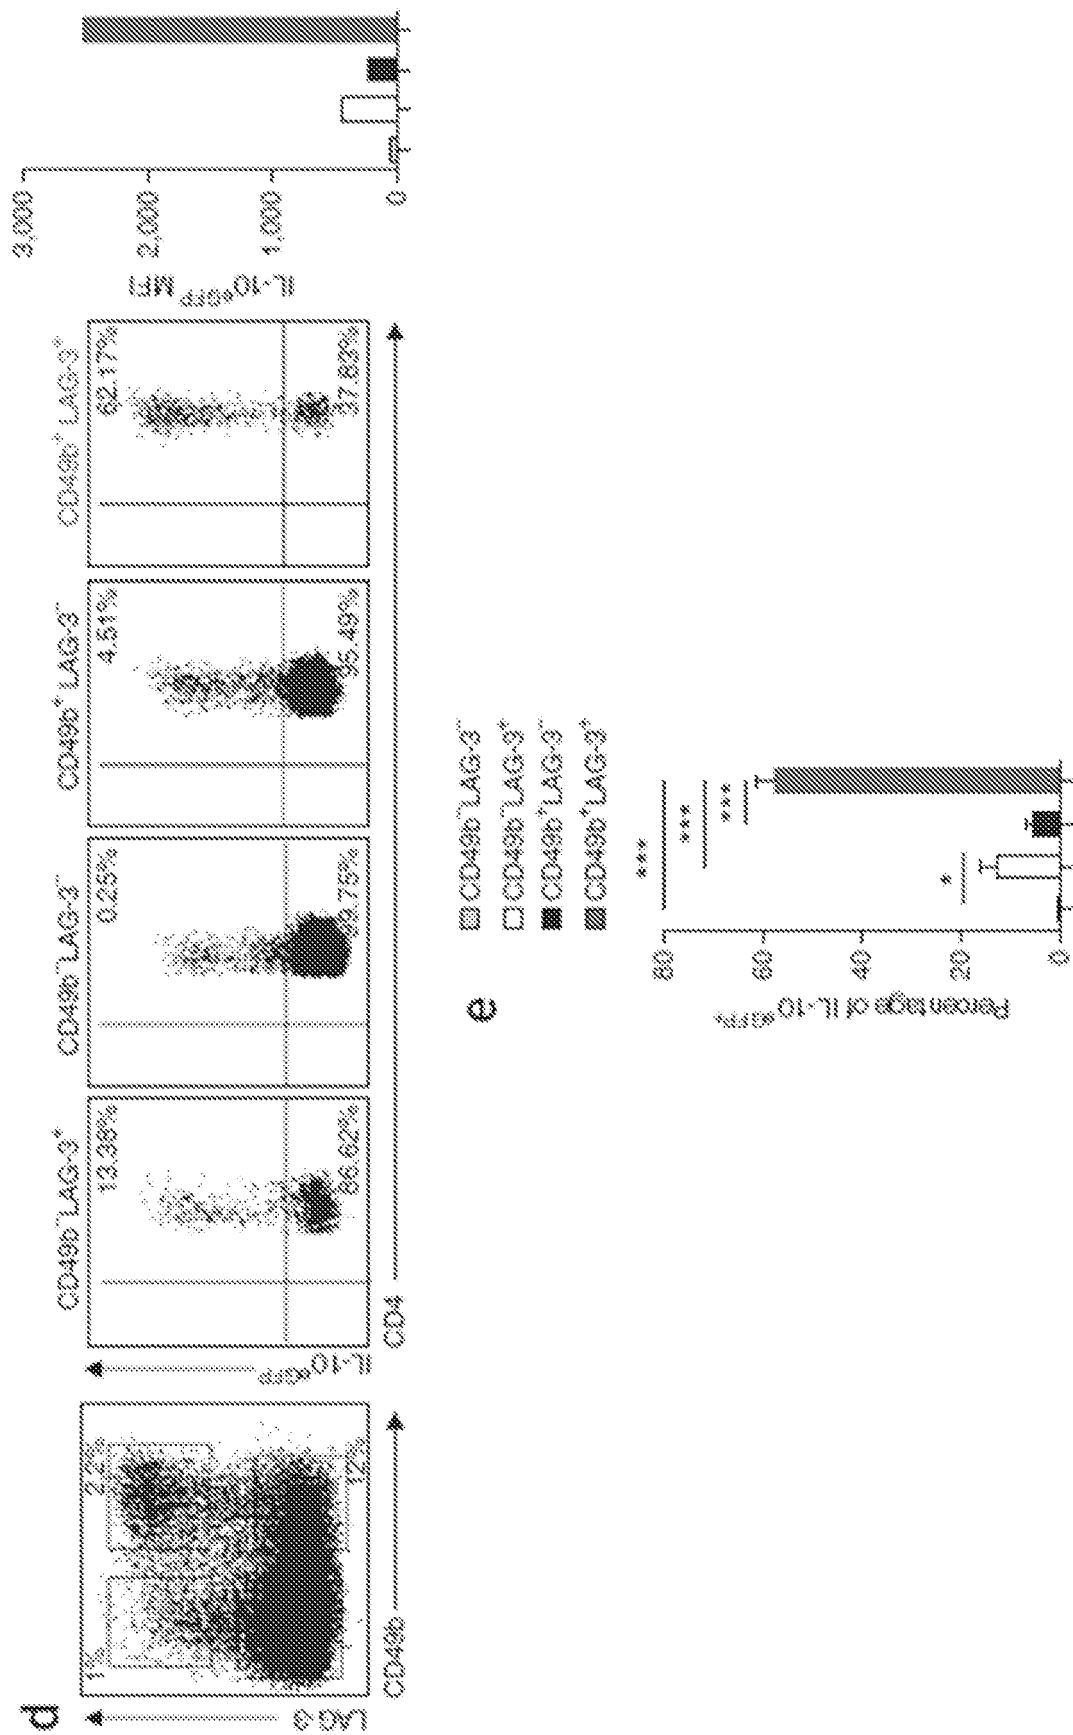 d
LAG-3
CD49b
1%
2.2%
12%
IL-10eGFP
CD4
CD49b-LAG-3+
13.38%
86.62%
CD49b-LAG-3-
0.25%
99.75%
CD49b+ LAG-3-
4.51%
95.49%
CD49b+ LAG-3+
62.17%
37.83%
IL-10eGFP MFI
3,000
2,000
1,000
0
e
CD49b-LAG-3-
CD49b-LAG-3+
CD49b+LAG-3-
CD49b+LAG-3+
Percentage of IL-10eGFP+
80
60
40
20
0
***
***
***
*